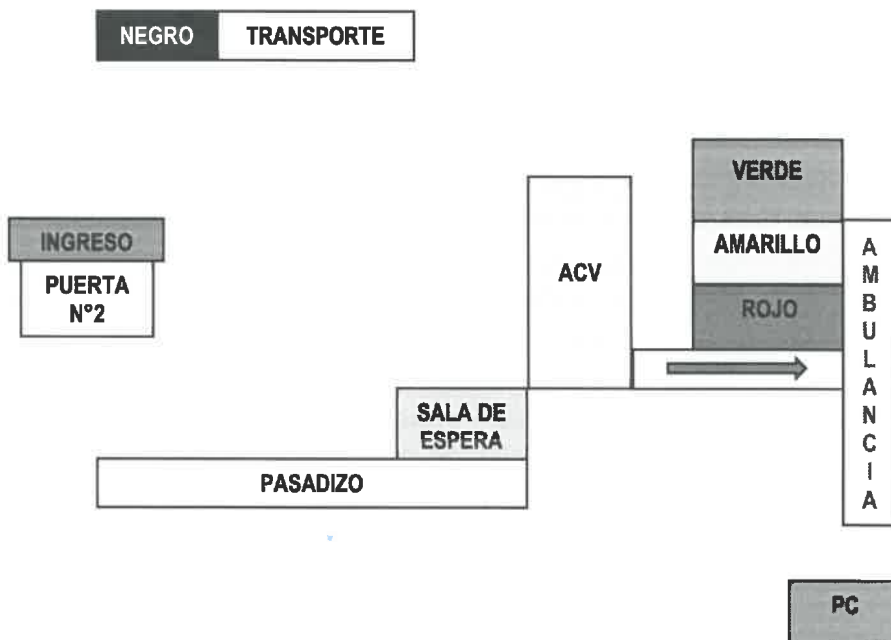 NEGRO TRANSPORTE
VERDE
INGRESO
AMARILLO
PUERTA
N°2
ACV
ROJO
AMBULANCIA
SALA DE
ESPERA
PASADIZO
PC